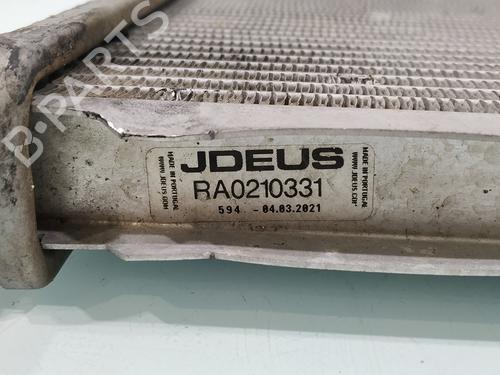 B-PARTS
JDEUS
RA0210331
594 - 04.03.2021
MADE IN PORTUGAL
WWW.JDEUS.COM
MADE IN PORTUGAL
WWW.JDEUS.COM